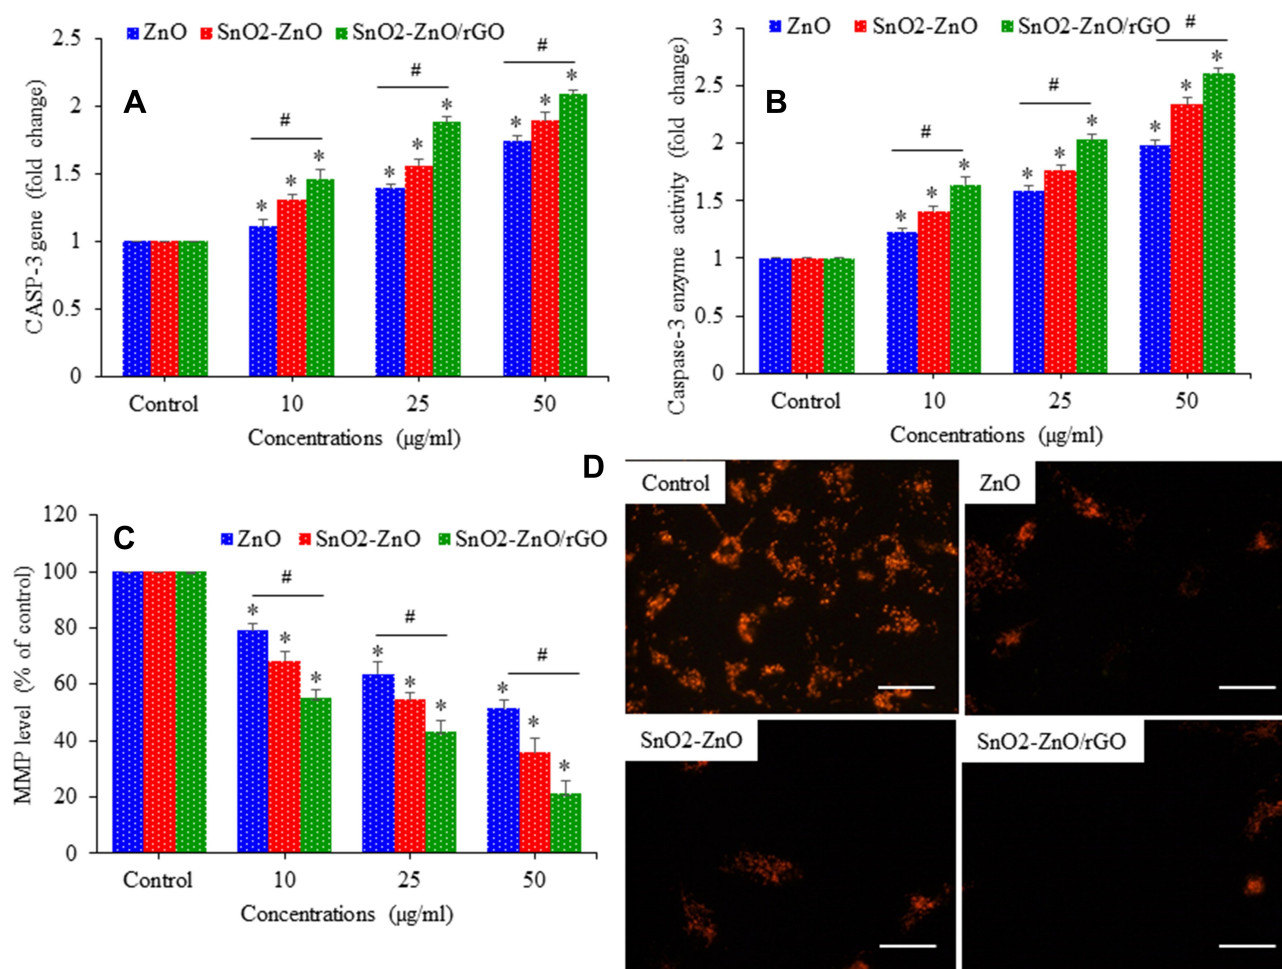 ZnO SnO2-ZnO SnO2-ZnO/rGO
A
CASP-3 gene (fold change)
2.5
2
1.5
1
0.5
0
# # #
* * * * * * * * *
Control 10 25 50
Concentrations (µg/ml)
ZnO SnO2-ZnO SnO2-ZnO/rGO
B
Caspase-3 enzyme activity (fold change)
3
2.5
2
1.5
1
0.5
0
# # #
* * * * * * * * *
Control 10 25 50
Concentrations (µg/ml)
C
ZnO SnO2-ZnO SnO2-ZnO/rGO
MMP level (% of control)
120
100
80
60
40
20
0
# # #
* * * * * * * * *
Control 10 25 50
Concentrations (µg/ml)
D
Control
ZnO
SnO2-ZnO
SnO2-ZnO/rGO